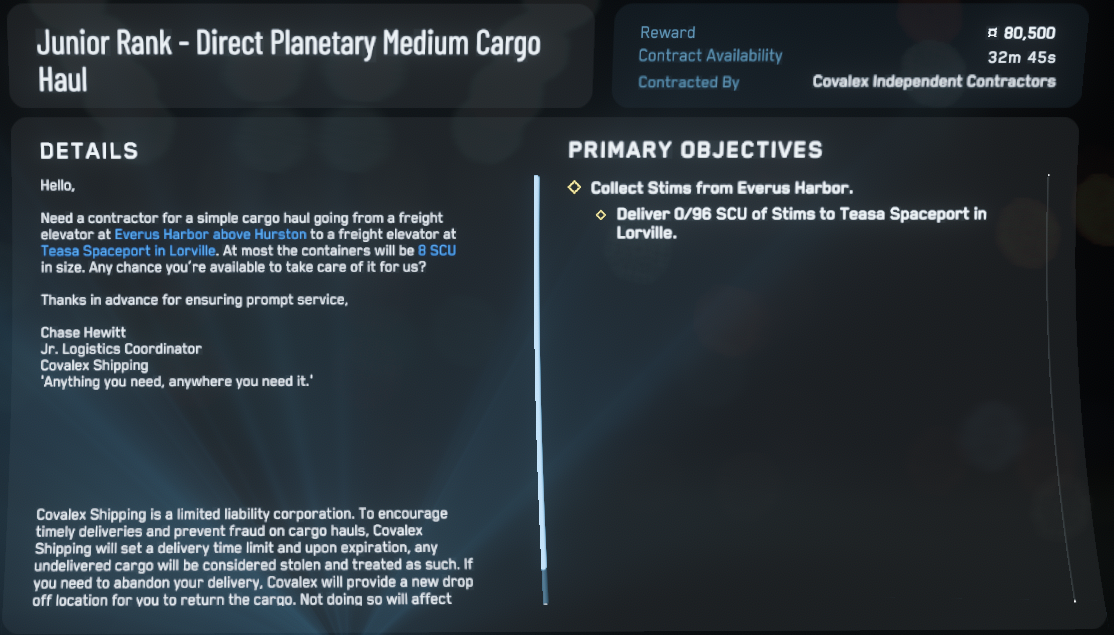 Junior Rank - Direct Planetary Medium Cargo
Haul
Reward
¤ 80,500
Contract Availability
32m 45s
Contracted By
Covalex Independent Contractors
DETAILS
Hello,
Need a contractor for a simple cargo haul going from a freight
elevator at Everus Harbor above Hurston to a freight elevator at
Teasa Spaceport in Lorville. At most the containers will be 8 SCU
in size. Any chance you're available to take care of it for us?
Thanks in advance for ensuring prompt service,
Chase Hewitt
Jr. Logistics Coordinator
Covalex Shipping
'Anything you need, anywhere you need it.'
Covalex Shipping is a limited liability corporation. To encourage
timely deliveries and prevent fraud on cargo hauls, Covalex
Shipping will set a delivery time limit and upon expiration, any
undelivered cargo will be considered stolen and treated as such. If
you need to abandon your delivery, Covalex will provide a new drop
off location for you to return the cargo. Not doing so will affect
PRIMARY OBJECTIVES
Collect Stims from Everus Harbor.
Deliver 0/96 SCU of Stims to Teasa Spaceport in
Lorville.